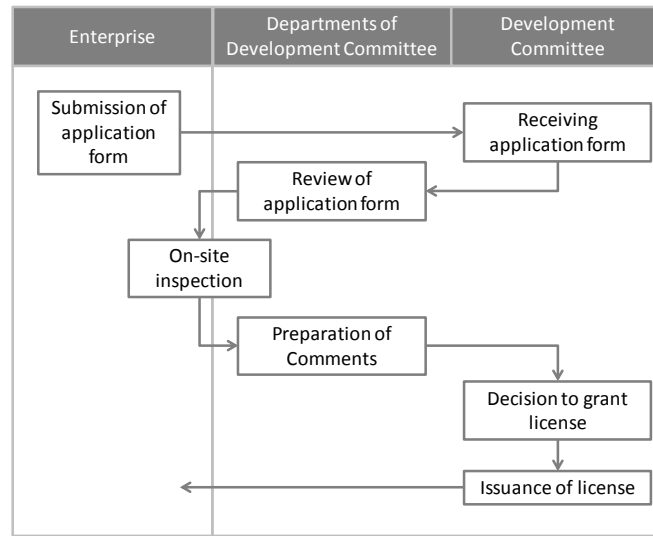 Enterprise
Departments of
Development Committee
Development
Committee
Submission of
application
form
Receiving
application form
Review of
application form
On-site
inspection
Preparation of
Comments
Decision to grant
license
Issuance of license